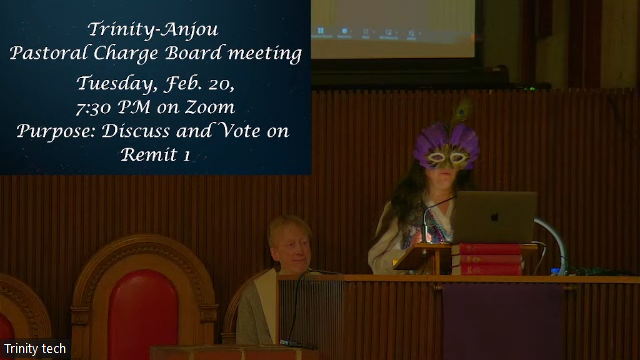 Trinity-Anjou
Pastoral Charge Board meeting
Tuesday, Feb. 20,
7:30 PM on Zoom
Purpose: Discuss and Vote on
Remit 1
Trinity tech